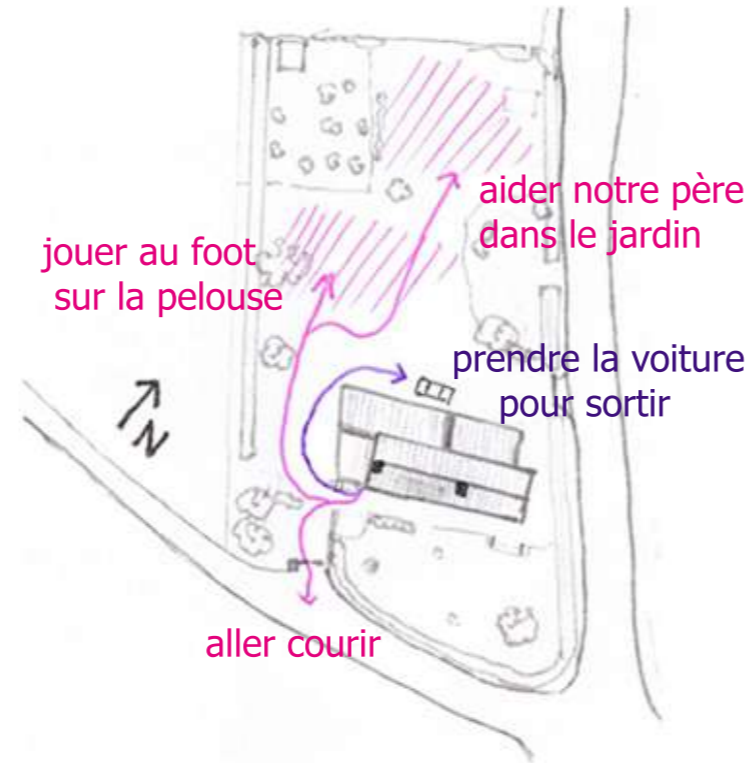 aider notre père
dans le jardin
jouer au foot
sur la pelouse
prendre la voiture
pour sortir
N
aller courir